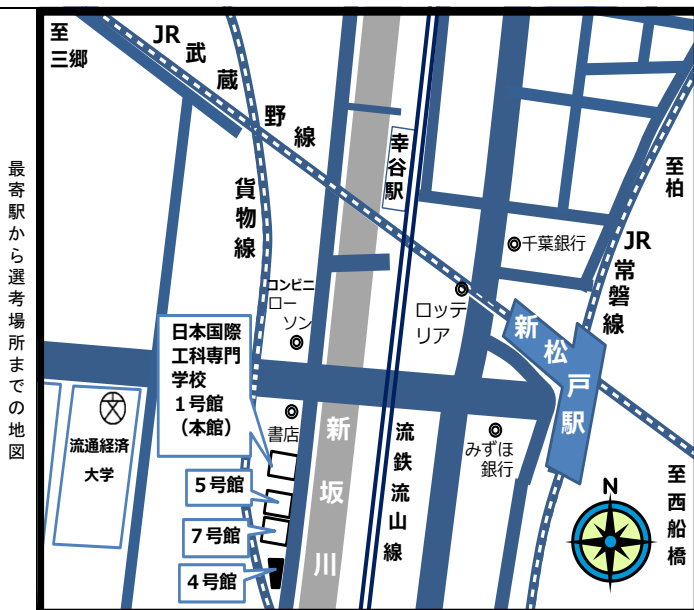 最寄駅から選考場所までの地図
至
三郷
JR武蔵野線
貨物線
幸谷駅
至柏
JR常磐線
千葉銀行
コンビニ
ロー
ソン
ロッテ
リア
新松戸駅
日本国際
工科専門
学校
１号館
（本館）
書店
文
流通経済
大学
新坂川
流鉄流山線
みずほ
銀行
５号館
７号館
４号館
N
至西船橋